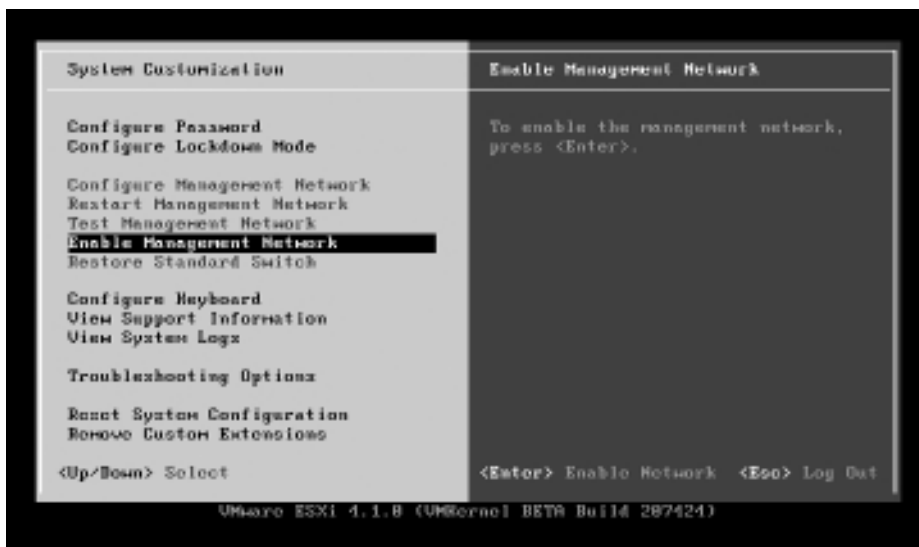 System Customization
Enable Management Network
Configure Password
Configure Lockdown Mode
Configure Management Network
Restart Management Network
Test Management Network
Enable Management Network
Restore Standard Switch
Configure Keyboard
View Support Information
View System Logs
Troubleshooting Options
Reset System Configuration
Remove Custom Extensions
<Up/Down> Select
To enable the management network,
press <Enter>.
<Enter> Enable Network <Esc> Log Out
VMware ESXi 4.1.0 (VMKernel BETA Build 207424)